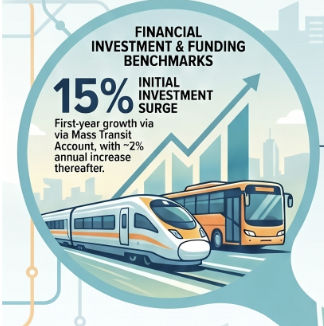 FINANCIAL
INVESTMENT & FUNDING
BENCHMARKS
15% INITIAL
INVESTMENT
SURGE
First-year growth via
via Mass Transit
Account, with ~2%
annual increase
thereafter.